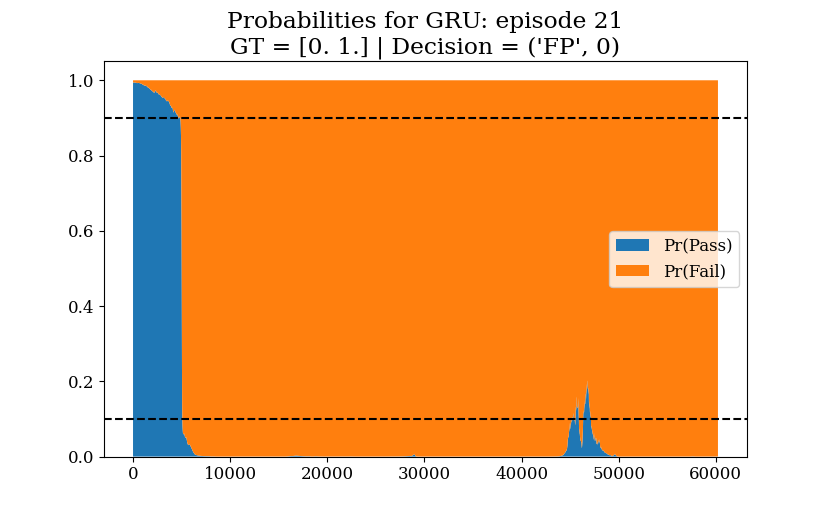 Probabilities for GRU: episode 21
GT = [0. 1.] | Decision = ('FP', 0)
1.0
0.8
0.6
0.4
0.2
0.0
Pr(Pass)
Pr(Fail)
0 10000 20000 30000 40000 50000 60000